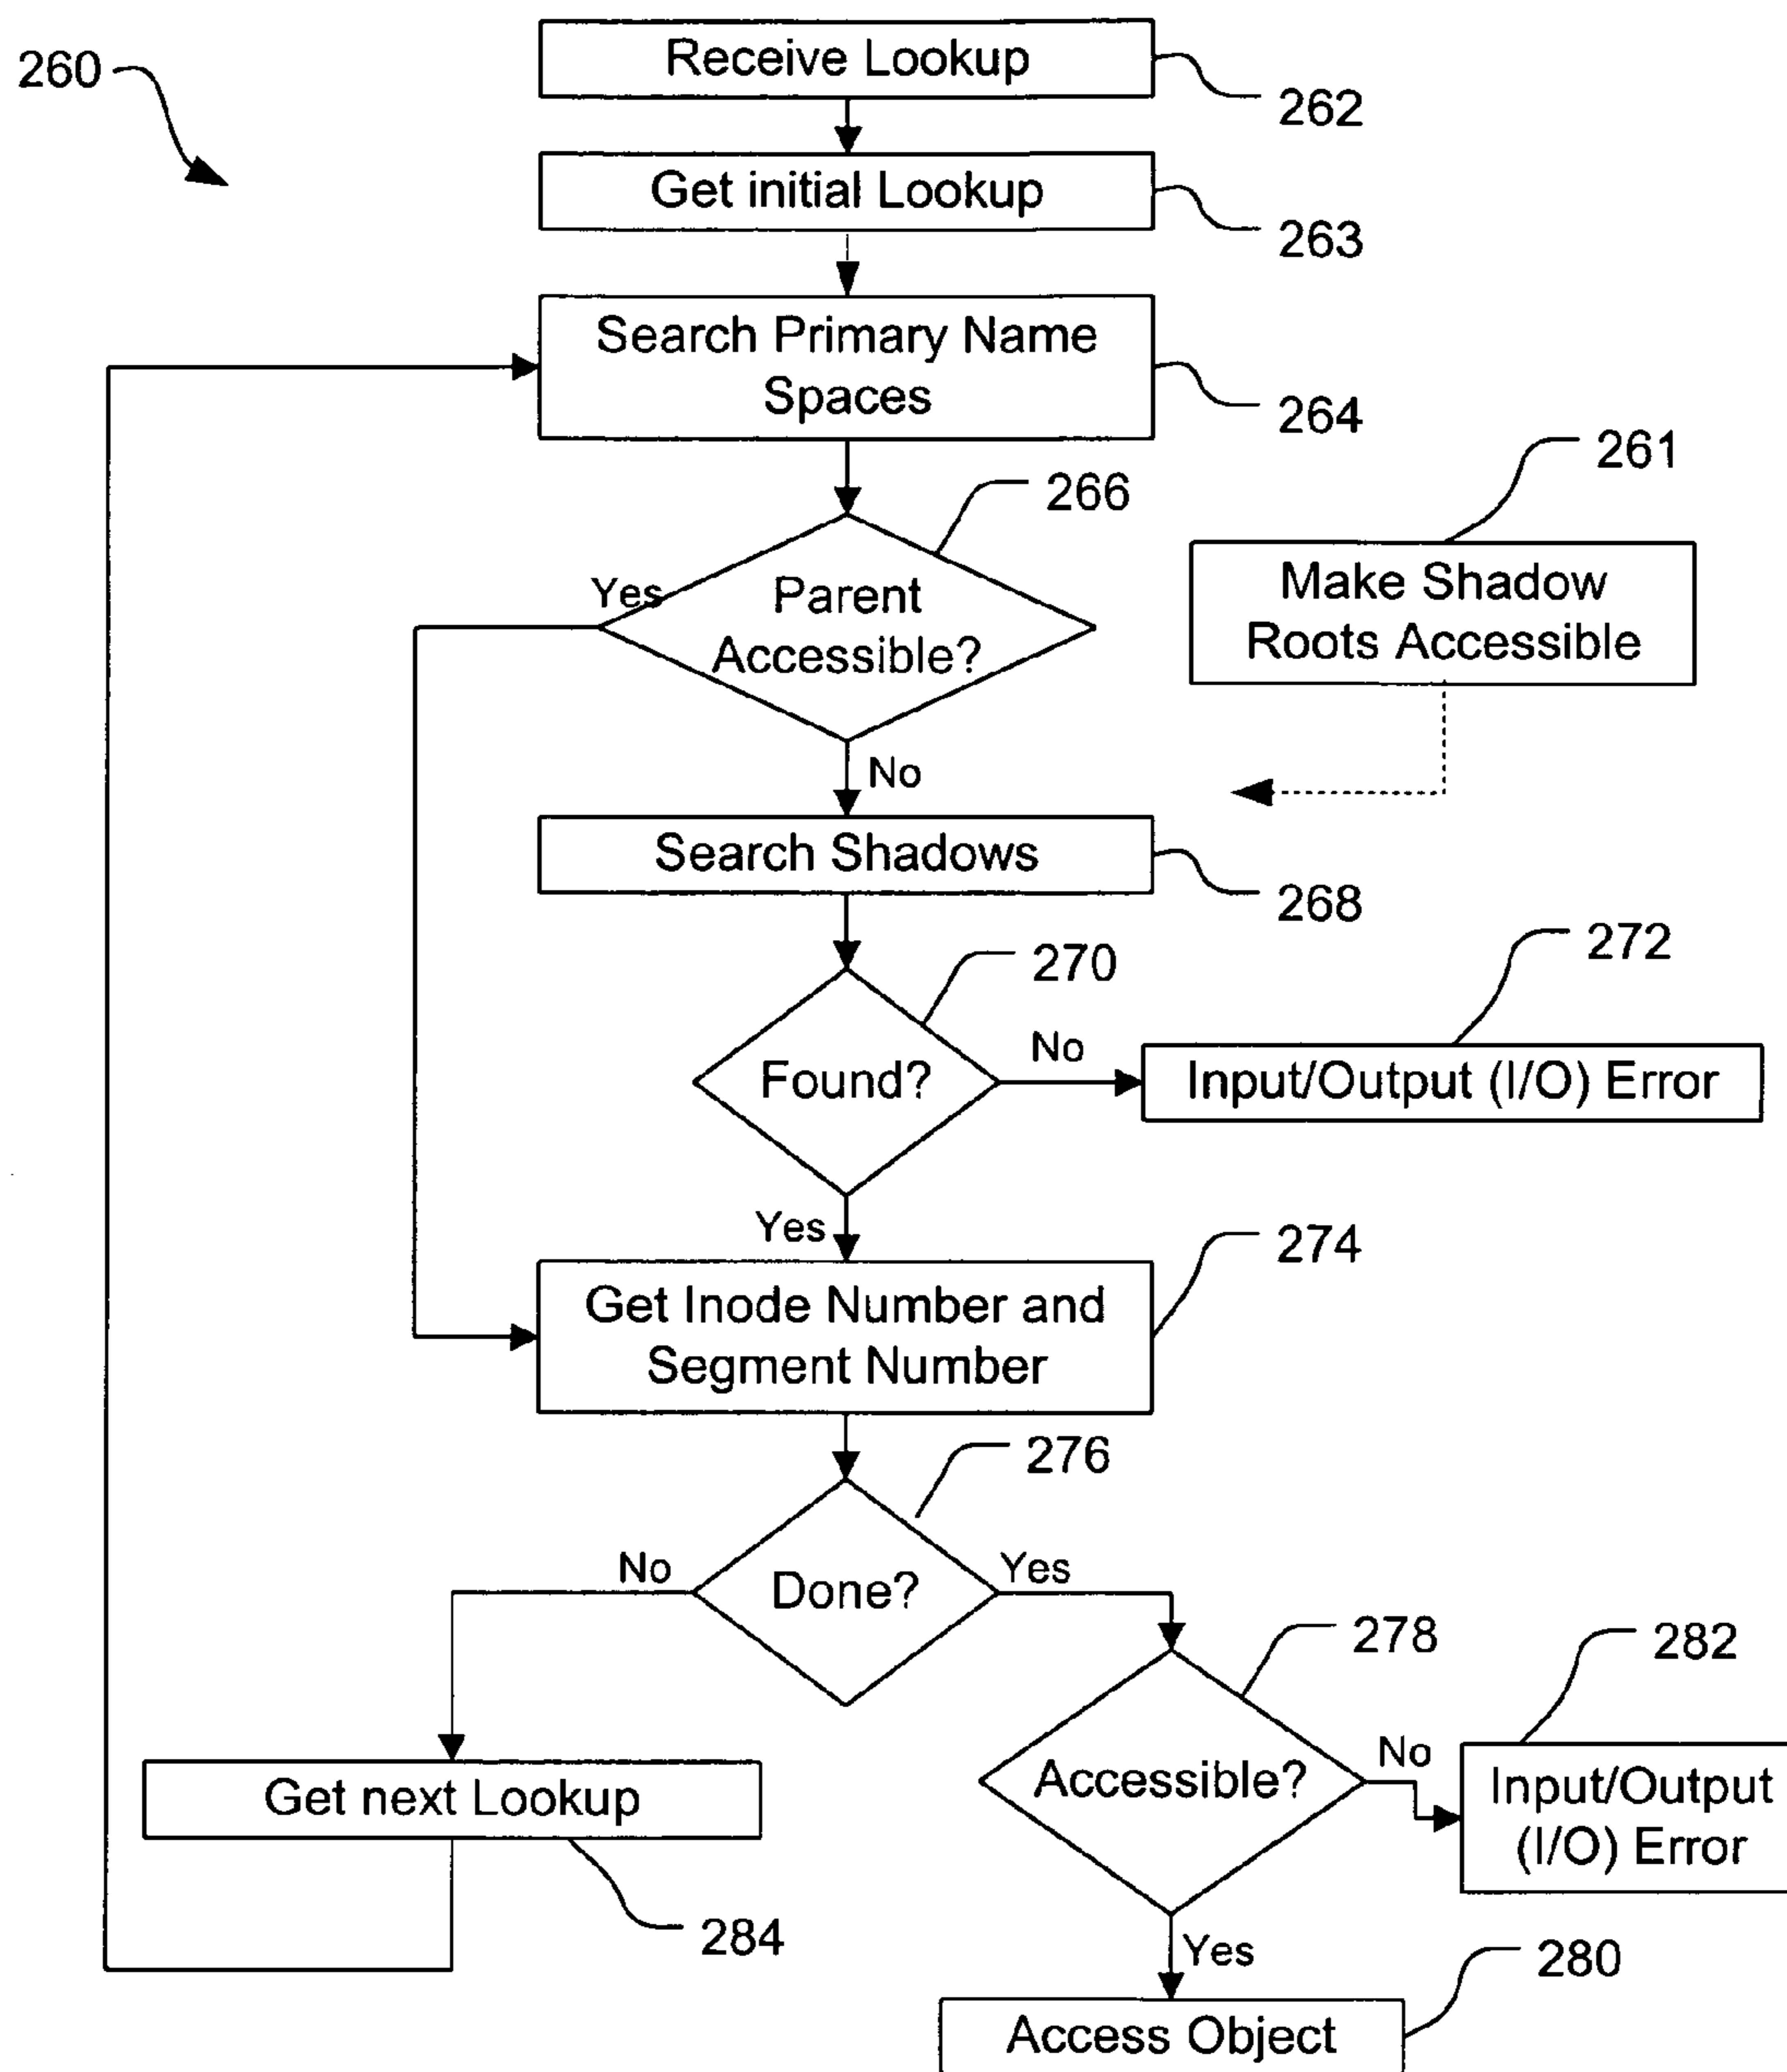 Receive Lookup
260
262
Get initial Lookup
263
Search Primary Name
Spaces
264
261
266
Make Shadow
Roots Accessible
Yes
Parent
Accessible?
No
Search Shadows
268
272
270
Found?
No
Input/Output (I/O) Error
Yes
274
Get Inode Number and
Segment Number
276
No
Done?
Yes
278
282
Accessible?
No
Input/Output
(I/O) Error
Get next Lookup
284
Yes
280
Access Object